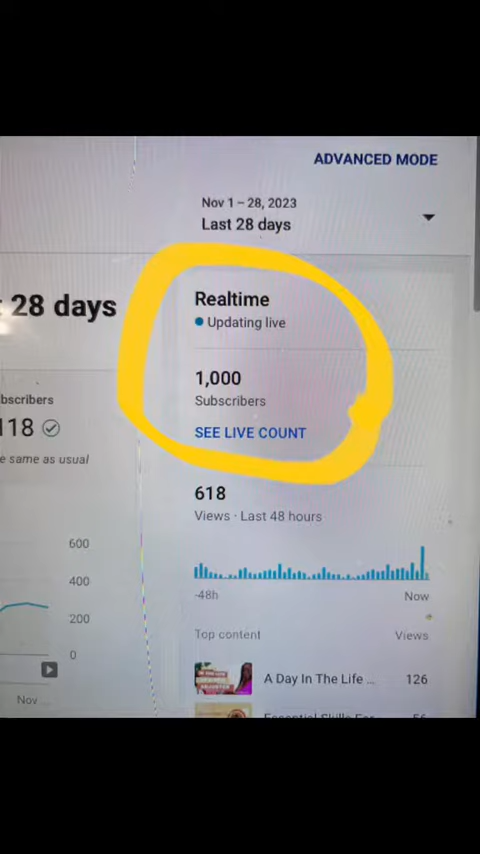 ADVANCED MODE
Nov 1 – 28, 2023
Last 28 days
28 days
Realtime
Updating live
1,000
Subscribers
SEE LIVE COUNT
bscribers
118
e same as usual
618
Views · Last 48 hours
600
400
200
0
-48h
Now
Top content
Views
Nov
A Day In The Life ...
126